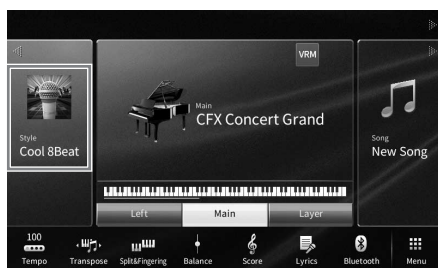 VRM
Style
Cool 8Beat
Main
CFX Concert Grand
Song
New Song
Left
Main
Layer
100
Tempo
Transpose
Split&Fingering
Balance
Score
Lyrics
Bluetooth
Menu